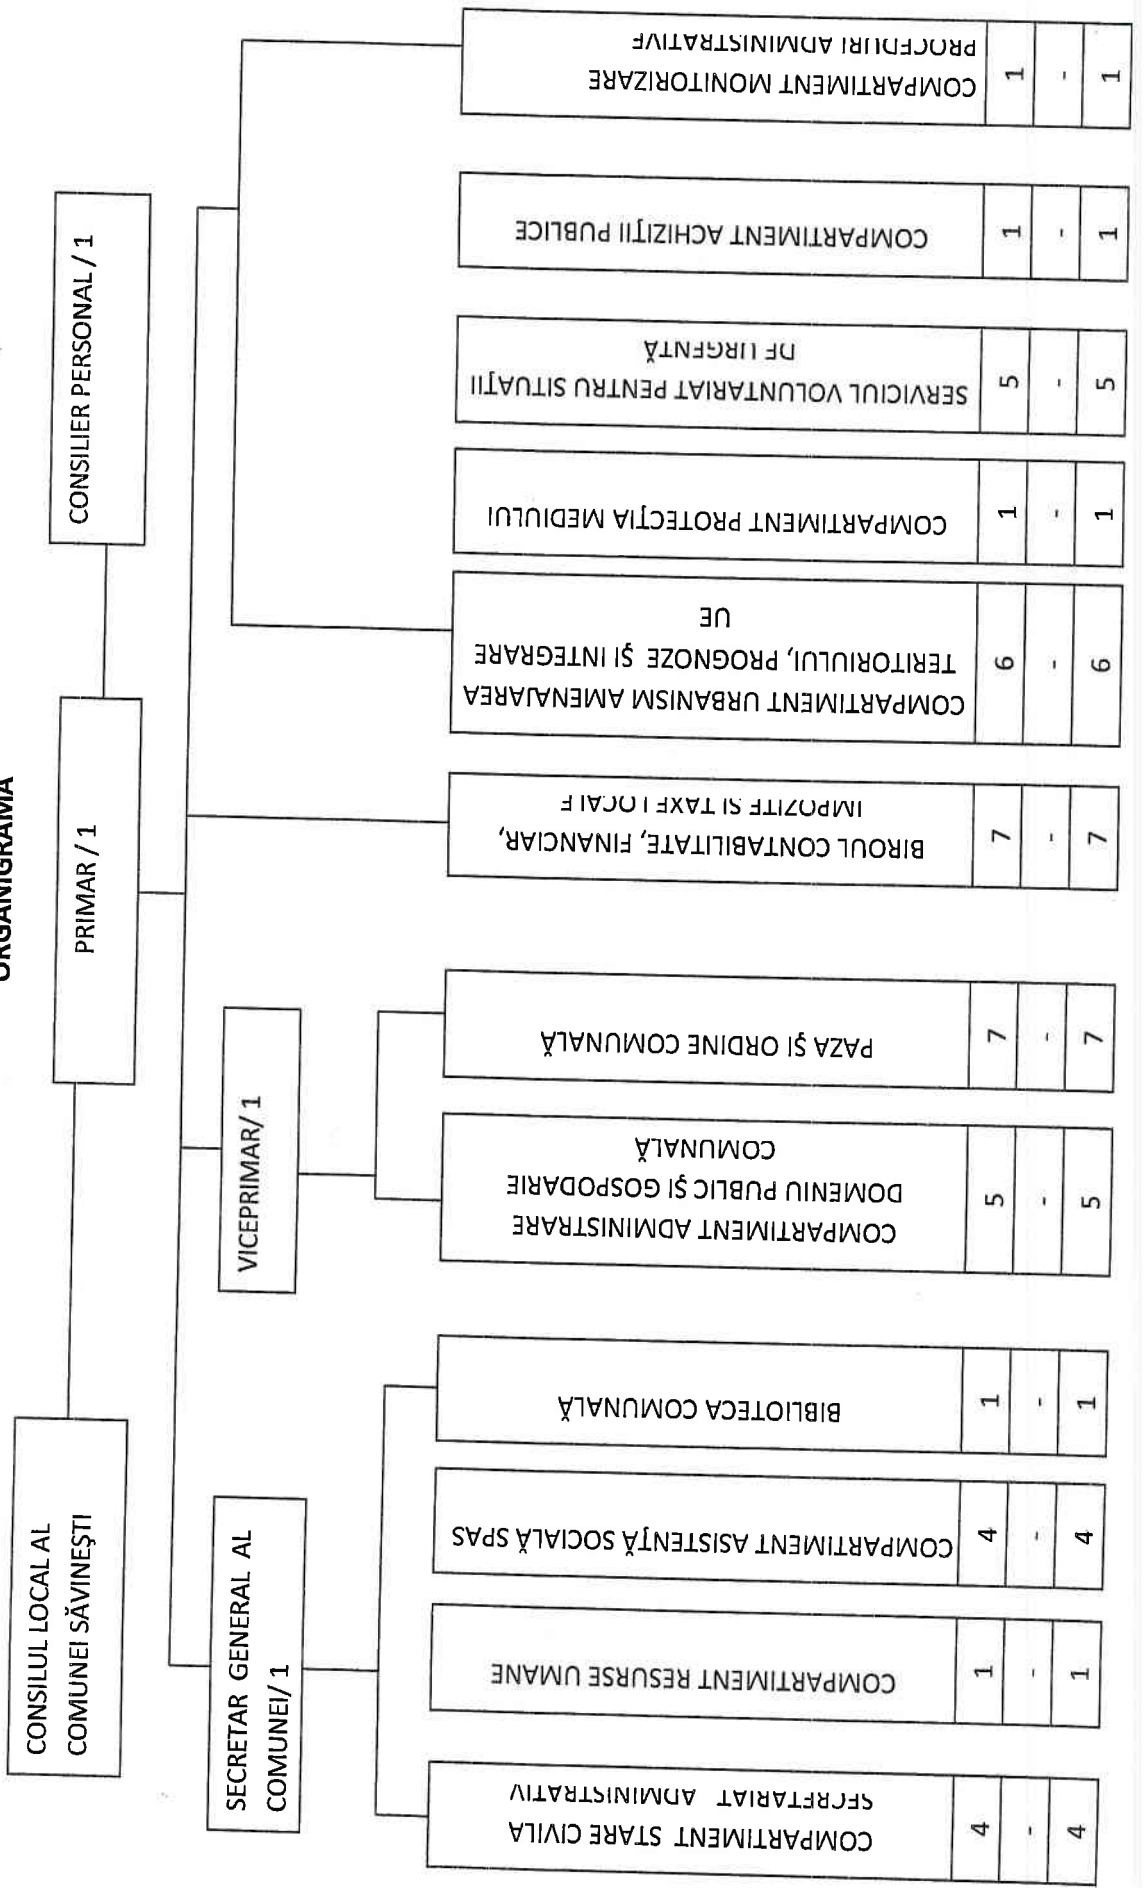 ORGANIGRAMA
CONSILUL LOCAL AL
COMUNEI SĂVINEŞTI
PRIMAR / 1
CONSILIER PERSONAL / 1
SECRETAR GENERAL AL
COMUNEI/ 1
VICEPRIMAR/ 1
COMPARTIMENT STARE CIVILA
SECRETARIAT ADMINISTRATIV
4
-
4
COMPARTIMENT RESURSE UMANE
1
-
1
COMPARTIMENT ASISTENŢĂ SOCIALĂ SPAS
4
-
4
BIBLIOTECA COMUNALĂ
1
-
1
COMPARTIMENT ADMINISTRARE
DOMENIU PUBLIC ŞI GOSPODARIE
COMUNALĂ
5
-
5
PAZA ŞI ORDINE COMUNALĂ
7
-
7
BIROUL CONTABILITATE, FINANCIAR,
IMPOZITE SI TAXE LOCALE
7
-
7
COMPARTIMENT URBANISM AMENAJAREA
TERITORIULUI, PROGNOZE ŞI INTEGRARE
UE
6
-
6
COMPARTIMENT PROTECŢIA MEDIULUI
1
-
1
SERVICIUL VOLUNTARIAT PENTRU SITUAŢII
DE URGENTĂ
5
-
5
COMPARTIMENT ACHIZIŢII PUBLICE
1
-
1
COMPARTIMENT MONITORIZARE
PROCEDURI ADMINISTRATIVE
1
-
1